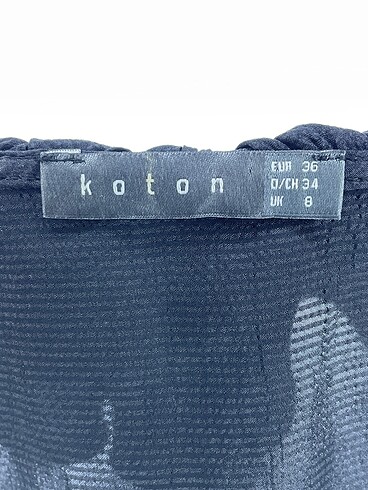 koton
EUR 36
D/CH 34
UK 8